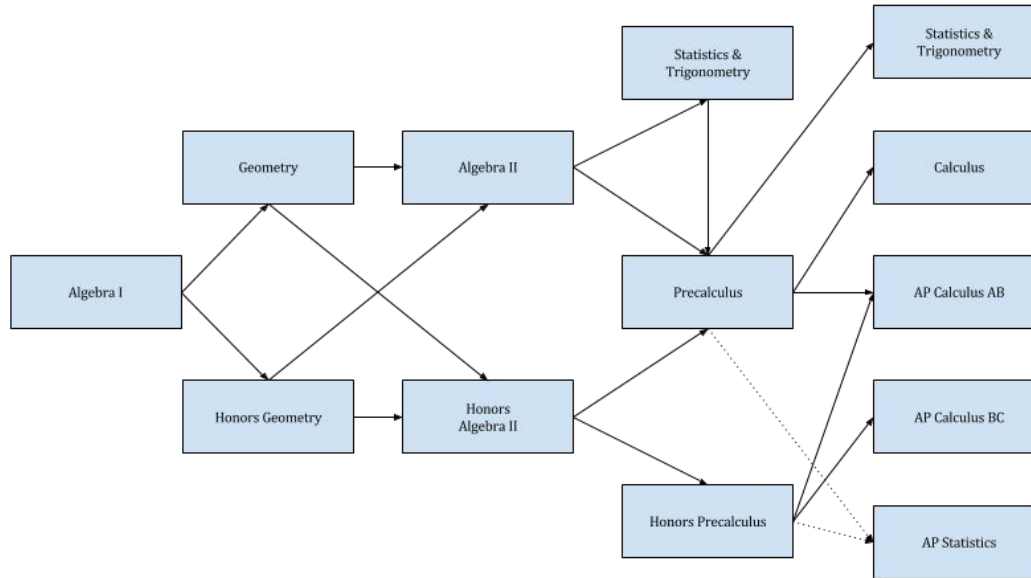 Statistics &
Trigonometry
Statistics &
Trigonometry
Geometry
Algebra II
Calculus
Algebra I
Precalculus
AP Calculus AB
Honors Geometry
Honors
Algebra II
AP Calculus BC
Honors Precalculus
AP Statistics